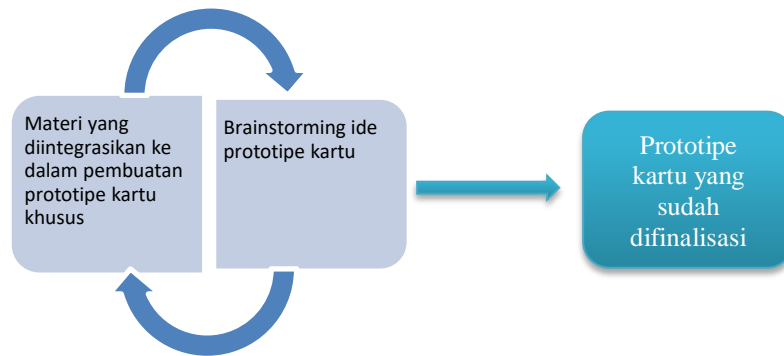 Materi yang
diintegrasikan ke
dalam pembuatan
prototipe kartu
khusus
Brainstorming ide
prototipe kartu
Prototipe
kartu yang
sudah
difinalisasi